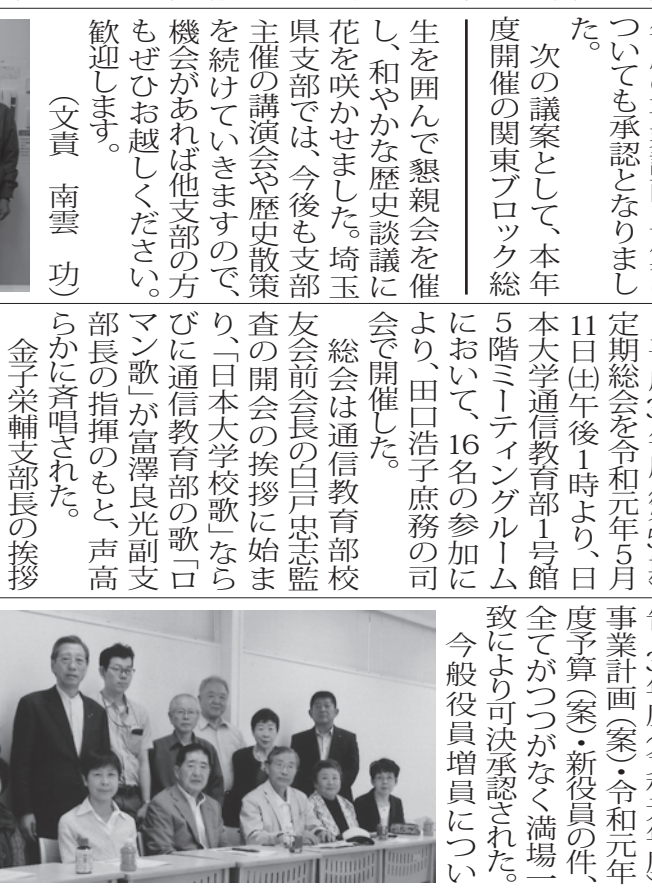 ついても承認となりまし
た。
次の議案として、本年
度開催の関東ブロック総
生を囲んで懇親会を催
し、和やかな歴史談議に
花を咲かせました。埼玉
県支部では、今後も支部
主催の講演会や歴史散策
を続けていきますので、
機会があれば他支部の方
もぜひお越しください。
歓迎します。
(文責 南雲 功)
定期総会を令和元年5月
11日㈯午後1時より、日
本大学通信教育部1号館
5階ミーティングルーム
において、16名の参加に
より、田口浩子庶務の司
会で開催した。
総会は通信教育部校
友会前会長の白戸忠志監
査の開会の挨拶に始ま
り、「日本大学校歌」なら
びに通信教育部の歌「ロ
マン歌」が富澤良光副支
部長の指揮のもと、声高
らかに斉唱された。
金子栄輔支部長の挨拶
事業計画(案)・令和元年
度予算(案)・新役員の件、
全てがつつがなく満場一
致により可決承認された。
今般役員増員につい